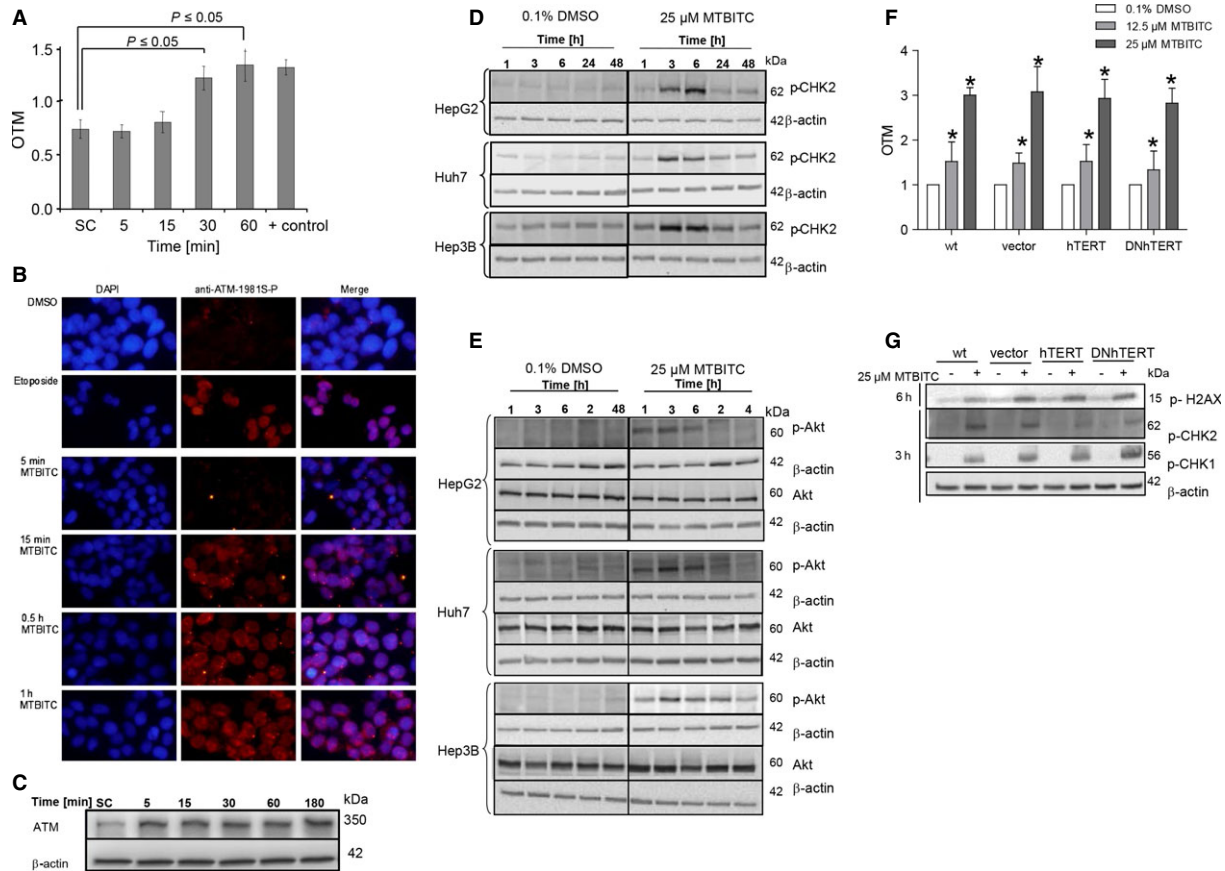 A
P ≤ 0.05
P ≤ 0.05
1.5
1.0
0.5
0.0
OTM
SC 5 15 30 60 + control
Time [min]
B
DAPI anti-ATM-1981S-P Merge
DMSO
Etoposide
5 min
MTBITC
15 min
MTBITC
0.5 h
MTBITC
1 h
MTBITC
C
Time [min] SC 5 15 30 60 180 kDa
ATM 350
β-actin 42
D
0.1% DMSO 25 µM MTBITC
Time [h] Time [h]
1 3 6 24 48 1 3 6 24 48 kDa
HepG2
62 p-CHK2
42 β-actin
Huh7
62 p-CHK2
42 β-actin
Hep3B
62 p-CHK2
42 β-actin
E
0.1% DMSO 25 µM MTBITC
Time [h] Time [h]
1 3 6 2 48 1 3 6 2 4 kDa
HepG2
60 p-Akt
42 β-actin
60 Akt
42 β-actin
Huh7
60 p-Akt
42 β-actin
60 Akt
42 β-actin
Hep3B
60 p-Akt
42 β-actin
60 Akt
42 β-actin
F
0.1% DMSO
12.5 µM MTBITC
25 µM MTBITC
4
3
2
1
0
OTM
* * * * * * * *
wt vector hTERT DNhTERT
G
wt vector hTERT DNhTERT
25 µM MTBITC - + - + - + - + kDa
6 h 15 p- H2AX
62 p-CHK2
3 h 56 p-CHK1
42 β-actin